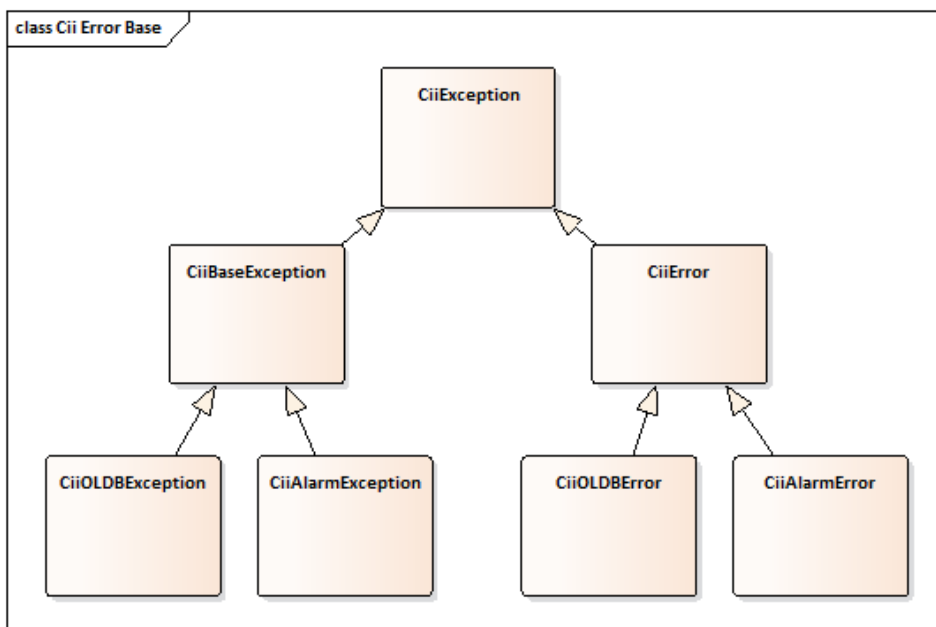 class Cii Error Base
CiiException
CiiBaseException
CiiError
CiiOLDBException
CiiAlarmException
CiiOLDBError
CiiAlarmError